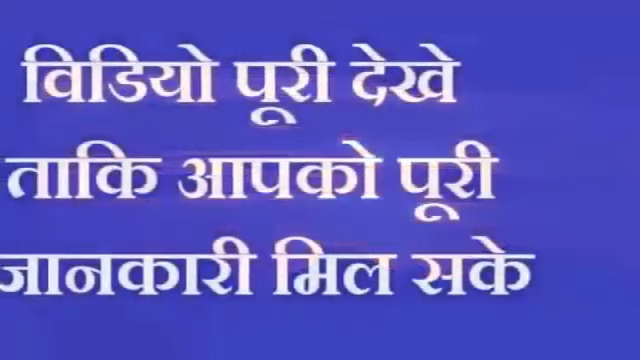 विडियो पूरी देखे
ताकि आपको पूरी
जानकारी मिल सके